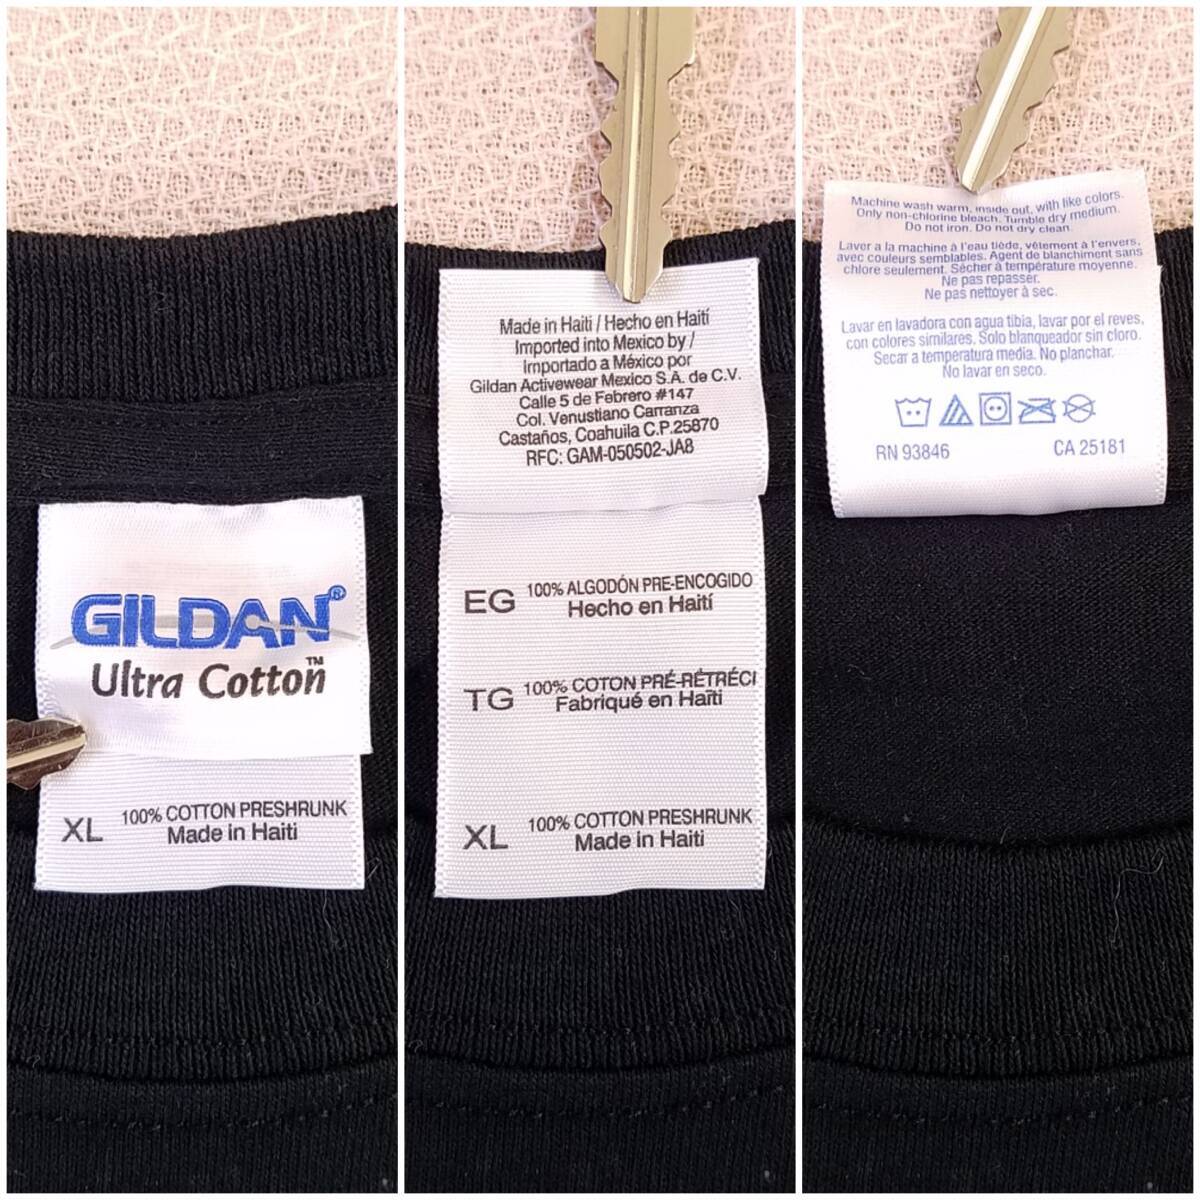 GILDAN®
Ultra Cotton™
XL 100% COTTON PRESHRUNK
Made in Haiti
Made in Haiti / Hecho en Haití
Imported into Mexico by /
Importado a México por
Gildan Activewear Mexico S.A. de C.V.
Calle 5 de Febrero #147
Col. Venustiano Carranza
Castaños, Coahuila C.P.25870
RFC: GAM-050502-JA8
EG 100% ALGODÓN PRE-ENCOGIDO
Hecho en Haití
TG 100% COTON PRÉ-RÉTRÉCI
Fabriqué en Haïti
XL 100% COTTON PRESHRUNK
Made in Haiti
Machine wash warm, inside out, with like colors.
Only non-chlorine bleach. Tumble dry medium.
Do not iron. Do not dry clean.
Laver a la machine à l'eau tiède, vêtement à l'envers,
avec couleurs semblables. Agent de blanchiment sans
chlore seulement. Sécher à température moyenne.
Ne pas repasser.
Ne pas nettoyer à sec.
Lavar en lavadora con agua tibia, lavar por el reves,
con colores similares. Solo blanqueador sin cloro.
Secar a temperatura media. No planchar.
No lavar en seco.
RN 93846 CA 25181